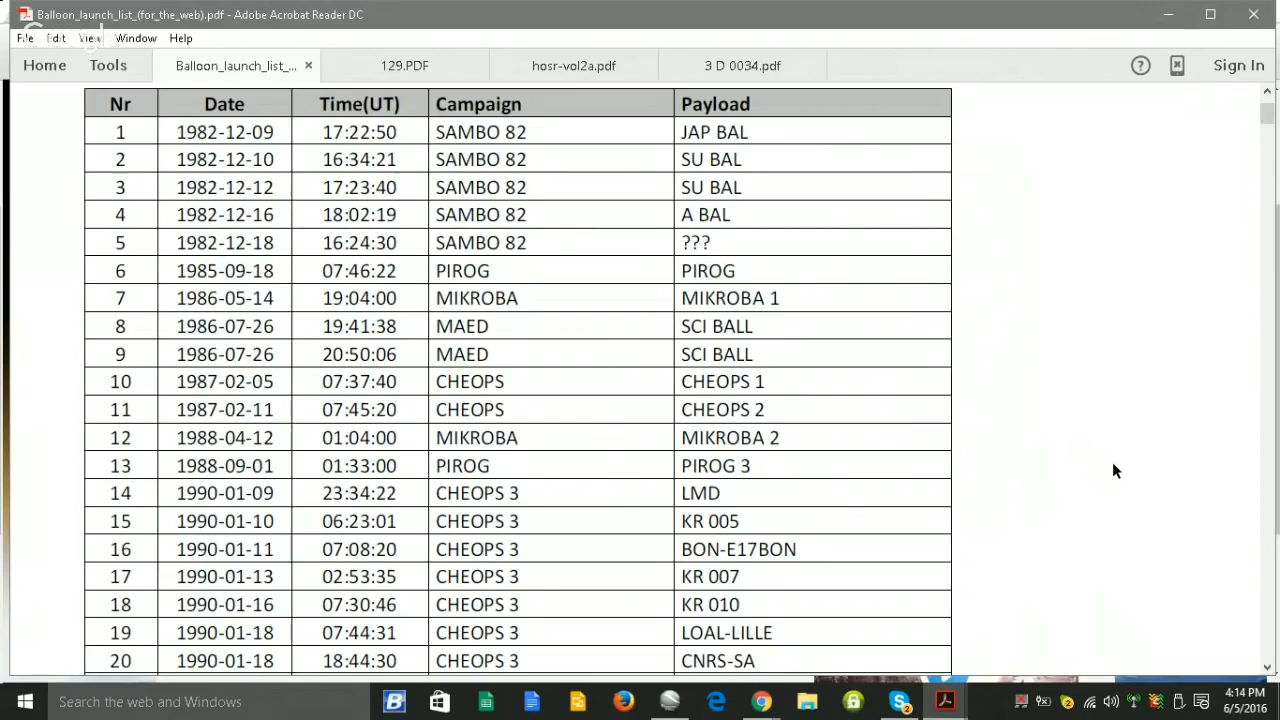 Balloon_launch_list_(for_the_web).pdf - Adobe Acrobat Reader DC
Google
File Edit View Window Help
Home Tools Balloon_launch_list_... × 129.PDF hosr-vol2a.pdf 3 D 0034.pdf ? Sign In
Nr Date Time(UT) Campaign Payload
1 1982-12-09 17:22:50 SAMBO 82 JAP BAL
2 1982-12-10 16:34:21 SAMBO 82 SU BAL
3 1982-12-12 17:23:40 SAMBO 82 SU BAL
4 1982-12-16 18:02:19 SAMBO 82 A BAL
5 1982-12-18 16:24:30 SAMBO 82 ???
6 1985-09-18 07:46:22 PIROG PIROG
7 1986-05-14 19:04:00 MIKROBA MIKROBA 1
8 1986-07-26 19:41:38 MAED SCI BALL
9 1986-07-26 20:50:06 MAED SCI BALL
10 1987-02-05 07:37:40 CHEOPS CHEOPS 1
11 1987-02-11 07:45:20 CHEOPS CHEOPS 2
12 1988-04-12 01:04:00 MIKROBA MIKROBA 2
13 1988-09-01 01:33:00 PIROG PIROG 3
14 1990-01-09 23:34:22 CHEOPS 3 LMD
15 1990-01-10 06:23:01 CHEOPS 3 KR 005
16 1990-01-11 07:08:20 CHEOPS 3 BON-E17BON
17 1990-01-13 02:53:35 CHEOPS 3 KR 007
18 1990-01-16 07:30:46 CHEOPS 3 KR 010
19 1990-01-18 07:44:31 CHEOPS 3 LOAL-LILLE
20 1990-01-18 18:44:30 CHEOPS 3 CNRS-SA
Search the web and Windows
4:14 PM
6/5/2016